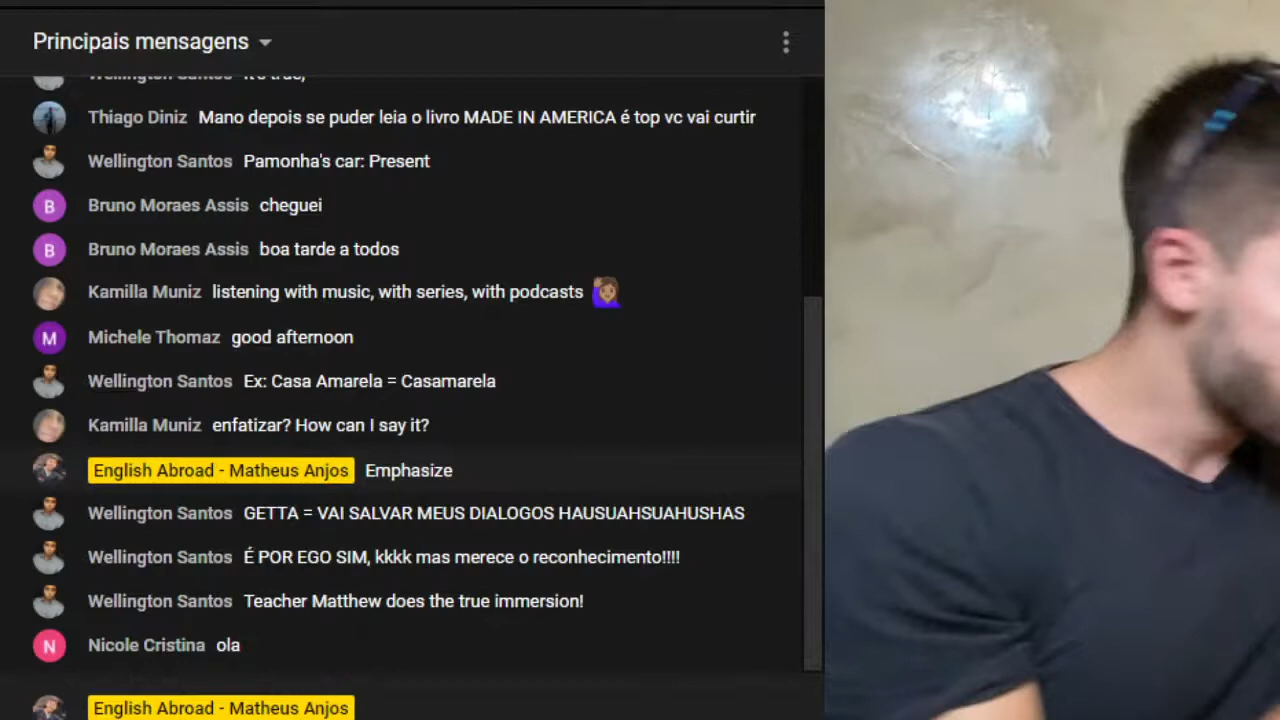 Principais mensagens
Wellington Santos It's true,
Thiago Diniz Mano depois se puder leia o livro MADE IN AMERICA é top vc vai curtir
Wellington Santos Pamonha's car: Present
B Bruno Moraes Assis cheguei
B Bruno Moraes Assis boa tarde a todos
Kamilla Muniz listening with music, with series, with podcasts
M Michele Thomaz good afternoon
Wellington Santos Ex: Casa Amarela = Casamarela
Kamilla Muniz enfatizar? How can I say it?
English Abroad - Matheus Anjos Emphasize
Wellington Santos GETTA = VAI SALVAR MEUS DIALOGOS HAUSUAHSUAHUSHAS
Wellington Santos É POR EGO SIM, kkkk mas merece o reconhecimento!!!!
Wellington Santos Teacher Matthew does the true immersion!
N Nicole Cristina ola
English Abroad - Matheus Anjos